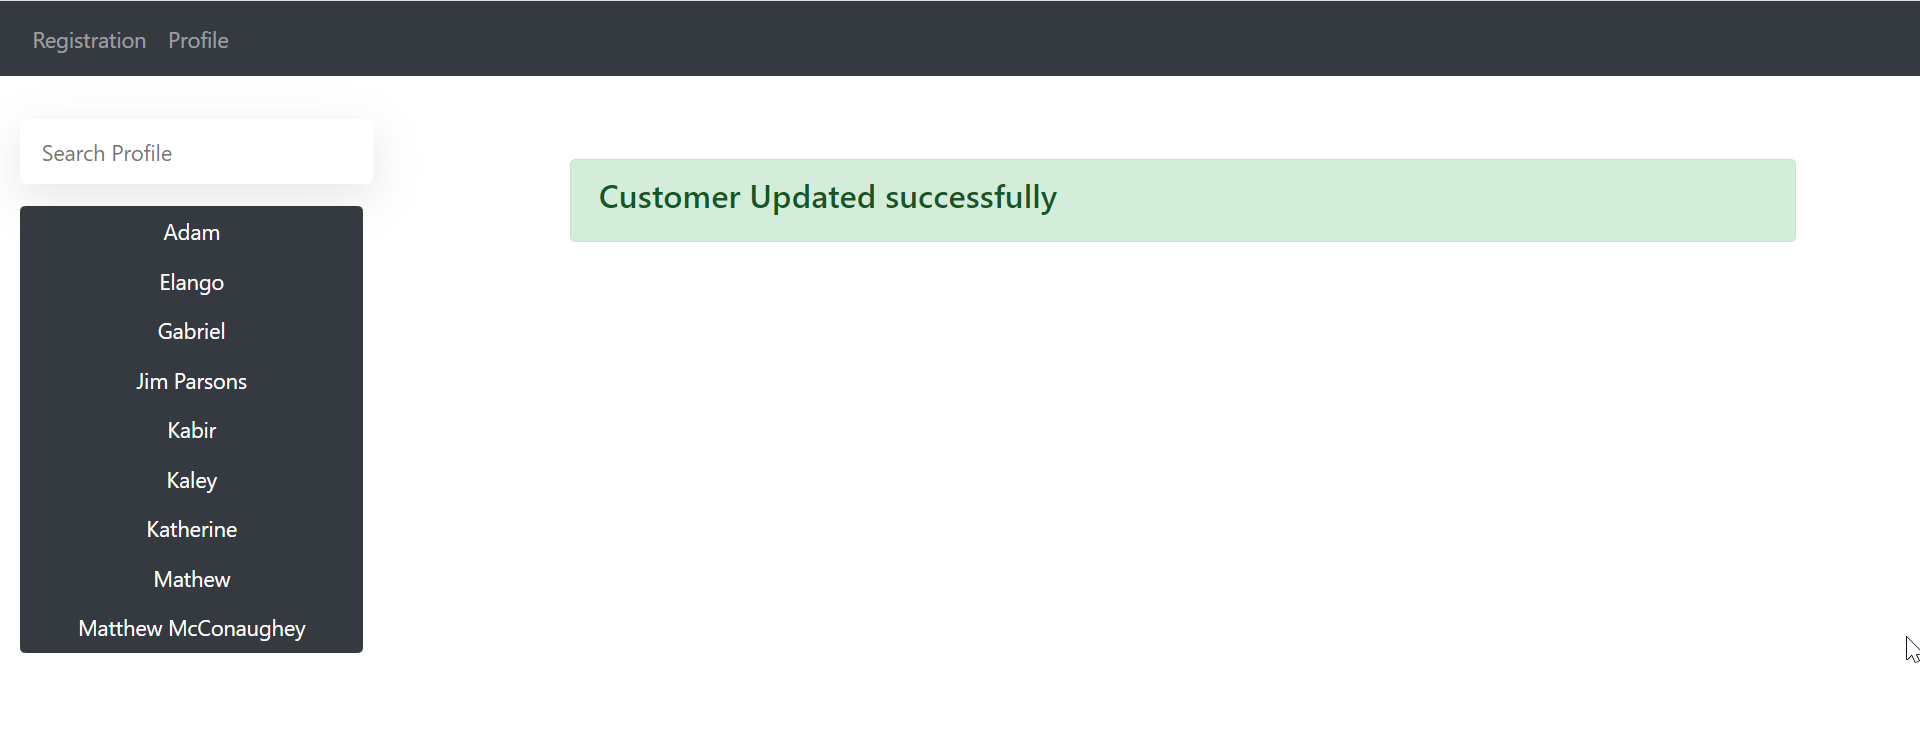 Registration Profile
Search Profile
Customer Updated successfully
Adam
Elango
Gabriel
Jim Parsons
Kabir
Kaley
Katherine
Mathew
Matthew McConaughey